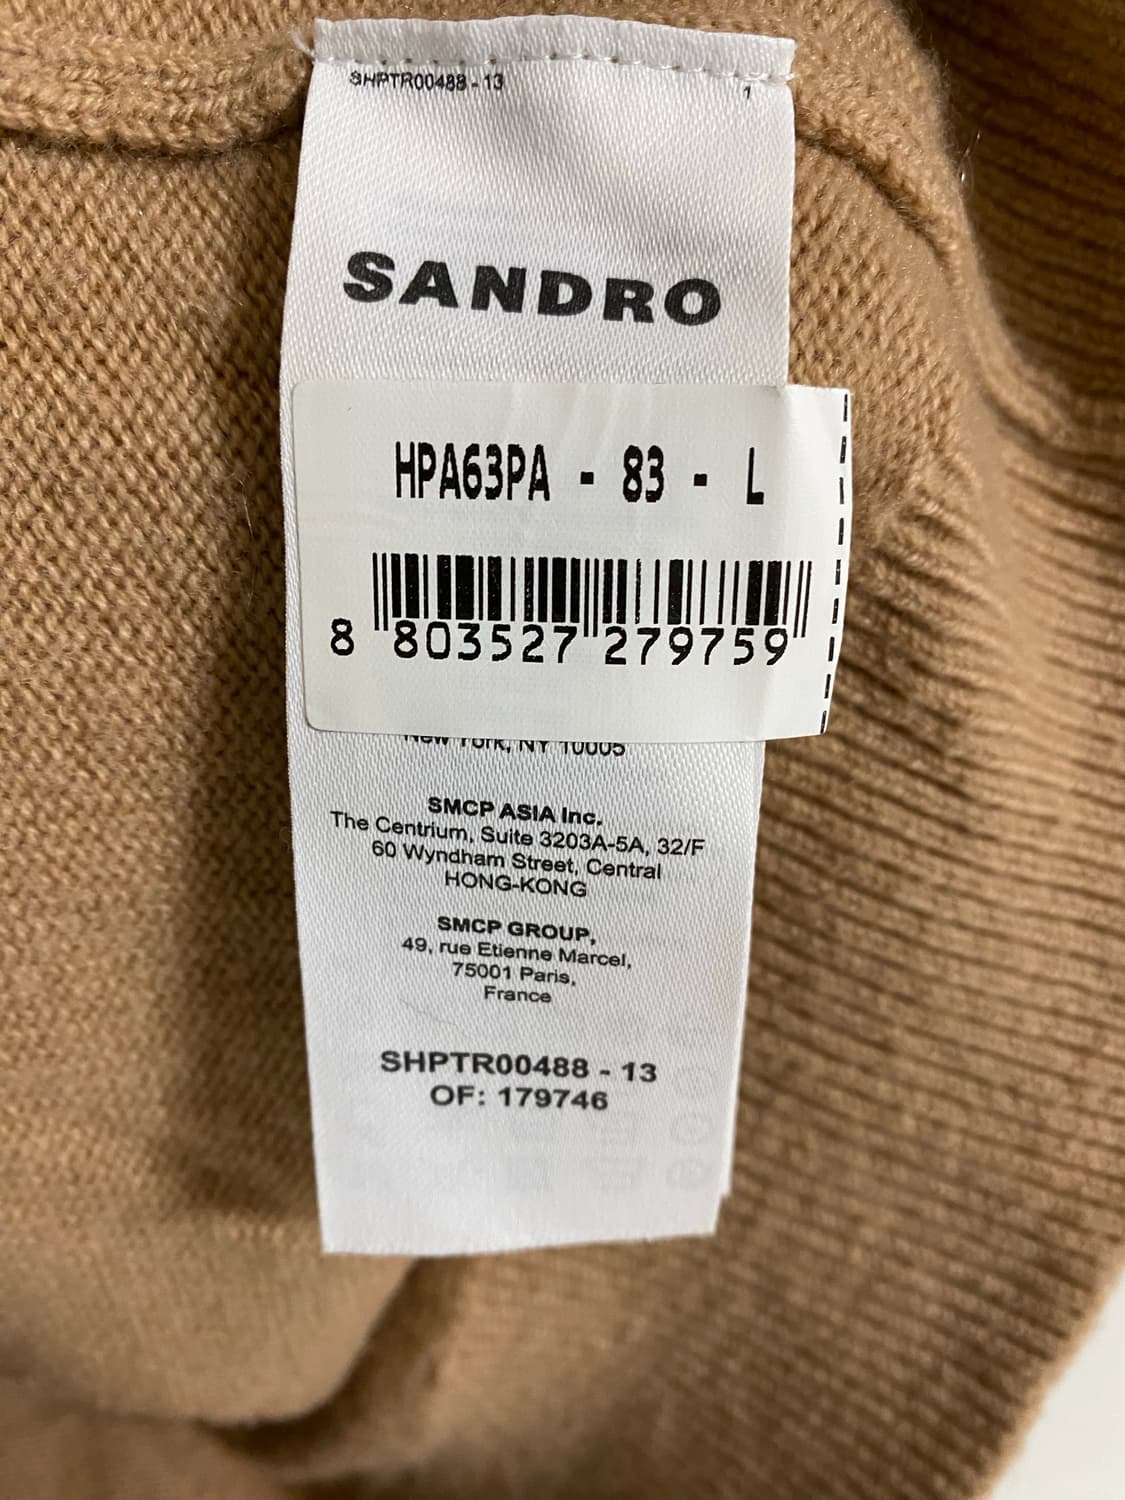 SHPTR00488 - 13
1
SANDRO
HPA63PA - 83 - L
8 803527 279759
New York, NY 10005
SMCP ASIA Inc.
The Centrium, Suite 3203A-5A, 32/F
60 Wyndham Street, Central
HONG-KONG
SMCP GROUP,
49, rue Etienne Marcel,
75001 Paris,
France
SHPTR00488 - 13
OF: 179746